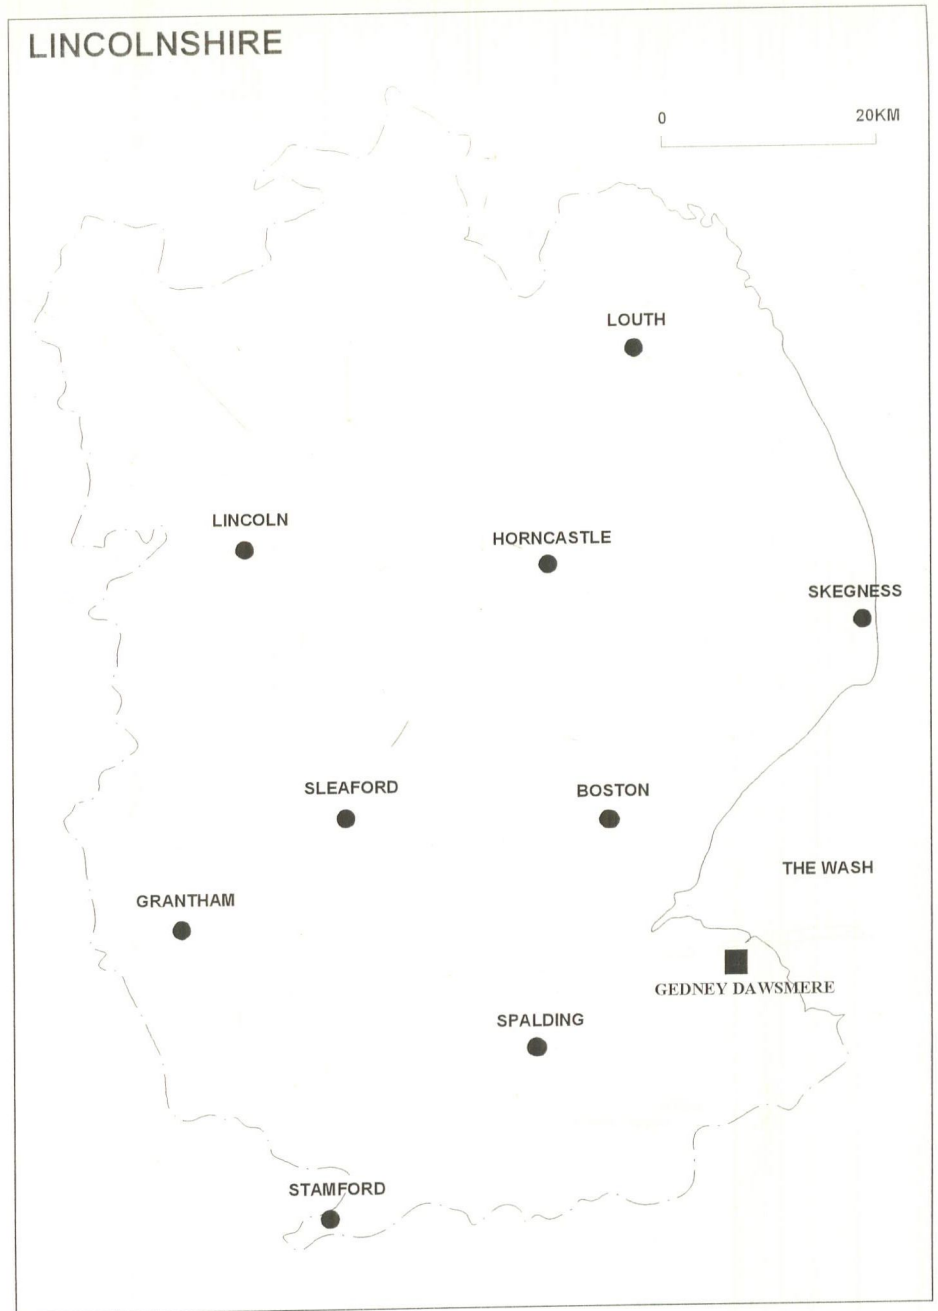 LINCOLNSHIRE
0 20KM
LOUTH
LINCOLN
HORNCASTLE
SKEGNESS
SLEAFORD
BOSTON
THE WASH
GRANTHAM
GEDNEY DAWSMERE
SPALDING
STAMFORD